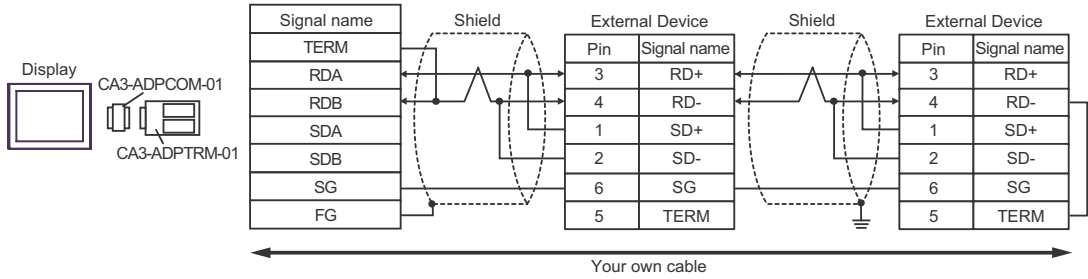 Display
CA3-ADPCOM-01
CA3-ADPTRM-01
Signal name
TERM
RDA
RDB
SDA
SDB
SG
FG
Shield
External Device
Pin Signal name
3 RD+
4 RD-
1 SD+
2 SD-
6 SG
5 TERM
Shield
External Device
Pin Signal name
3 RD+
4 RD-
1 SD+
2 SD-
6 SG
5 TERM
Your own cable